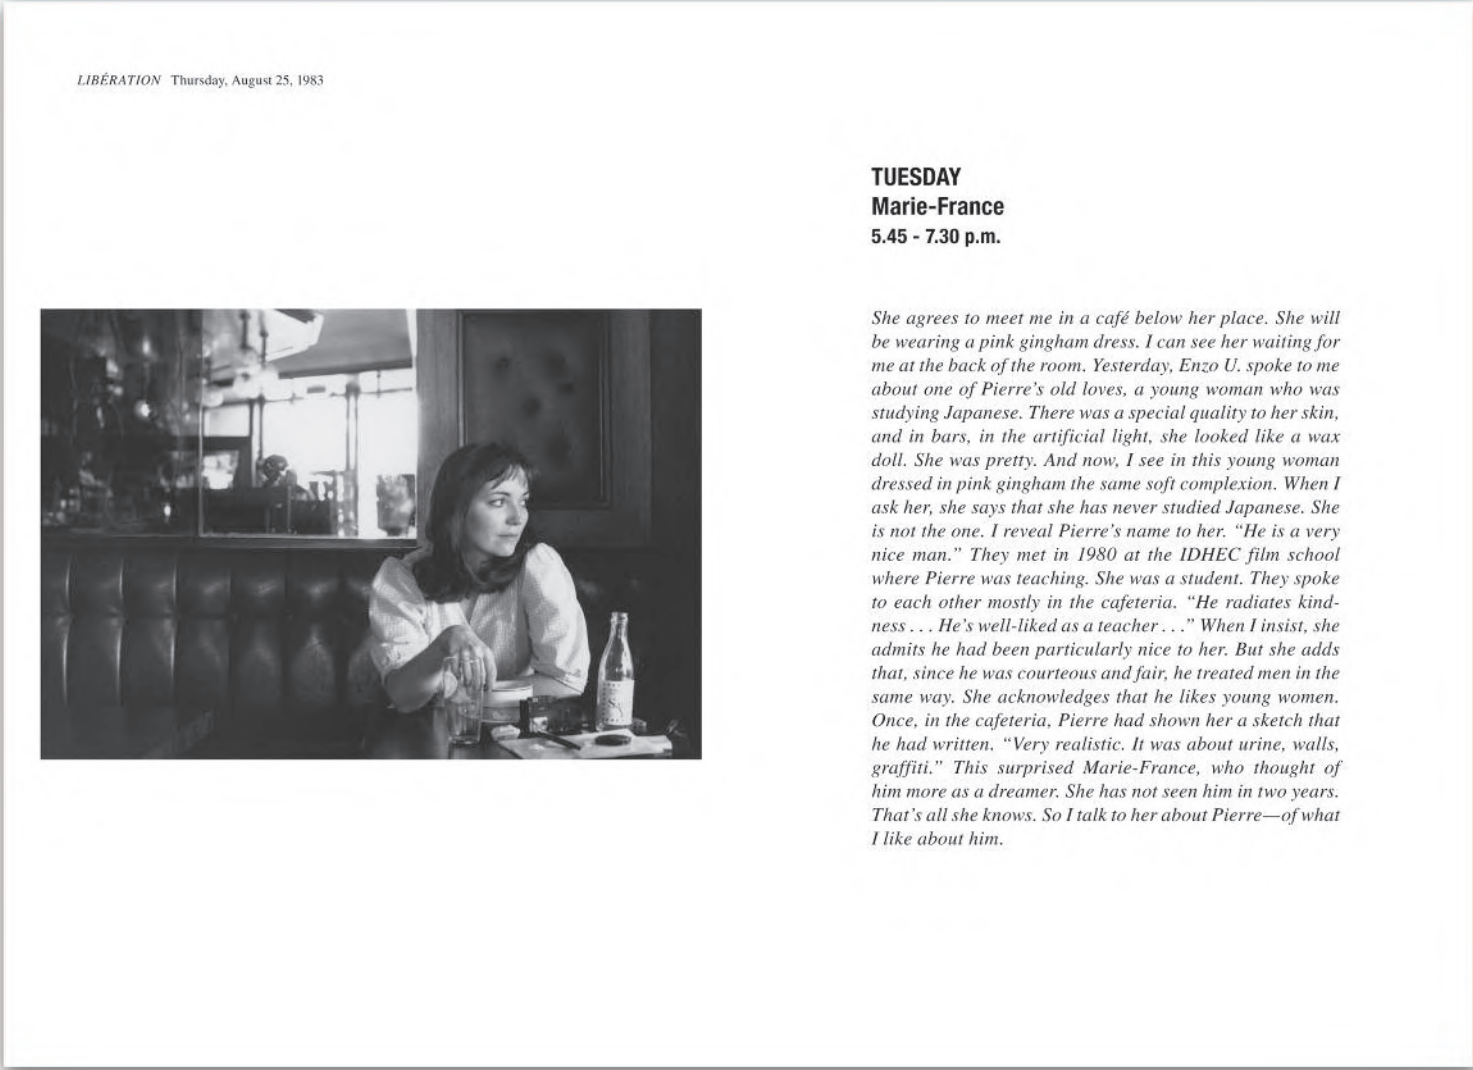 LIBÉRATION Thursday, August 25, 1983
TUESDAY
Marie-France
5.45 - 7.30 p.m.
She agrees to meet me in a café below her place. She will
be wearing a pink gingham dress. I can see her waiting for
me at the back of the room. Yesterday, Enzo U. spoke to me
about one of Pierre's old loves, a young woman who was
studying Japanese. There was a special quality to her skin,
and in bars, in the artificial light, she looked like a wax
doll. She was pretty. And now, I see in this young woman
dressed in pink gingham the same soft complexion. When I
ask her, she says that she has never studied Japanese. She
is not the one. I reveal Pierre's name to her. “He is a very
nice man.” They met in 1980 at the IDHEC film school
where Pierre was teaching. She was a student. They spoke
to each other mostly in the cafeteria. “He radiates kind-
ness . . . He's well-liked as a teacher . . .” When I insist, she
admits he had been particularly nice to her. But she adds
that, since he was courteous and fair, he treated men in the
same way. She acknowledges that he likes young women.
Once, in the cafeteria, Pierre had shown her a sketch that
he had written. “Very realistic. It was about urine, walls,
graffiti.” This surprised Marie-France, who thought of
him more as a dreamer. She has not seen him in two years.
That's all she knows. So I talk to her about Pierre—of what
I like about him.